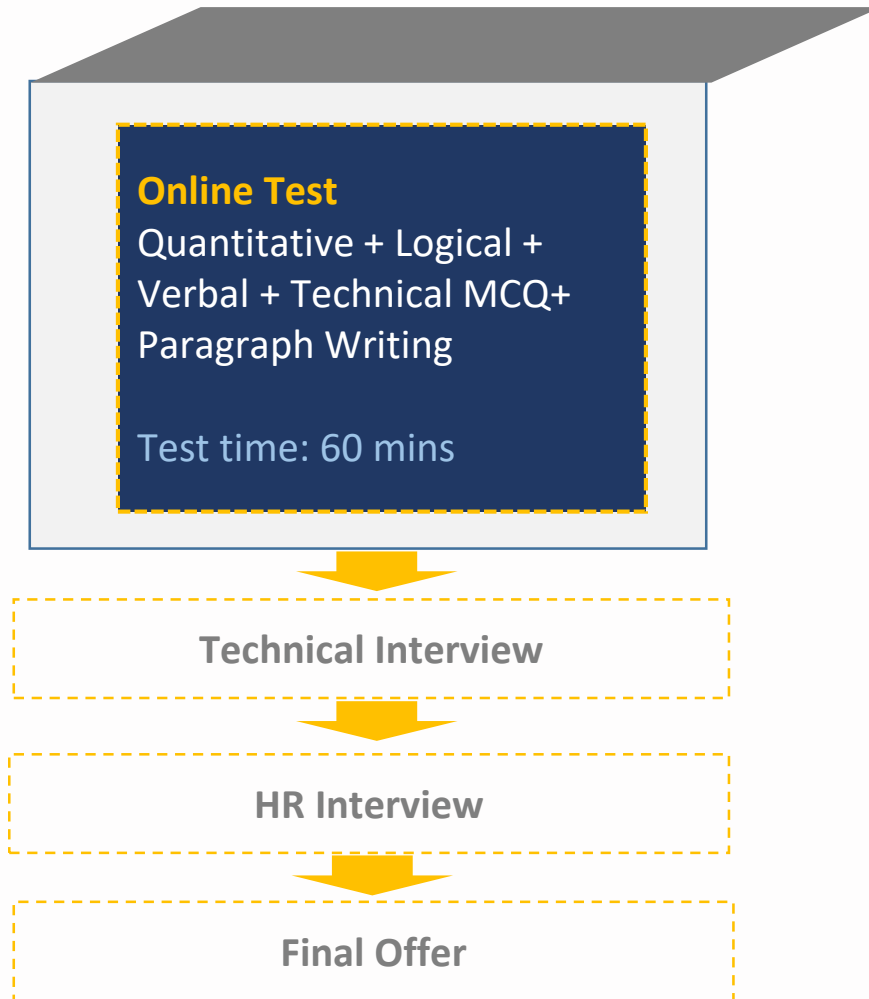 Online Test
Quantitative + Logical +
Verbal + Technical MCQ+
Paragraph Writing
Test time: 60 mins
Technical Interview
HR Interview
Final Offer